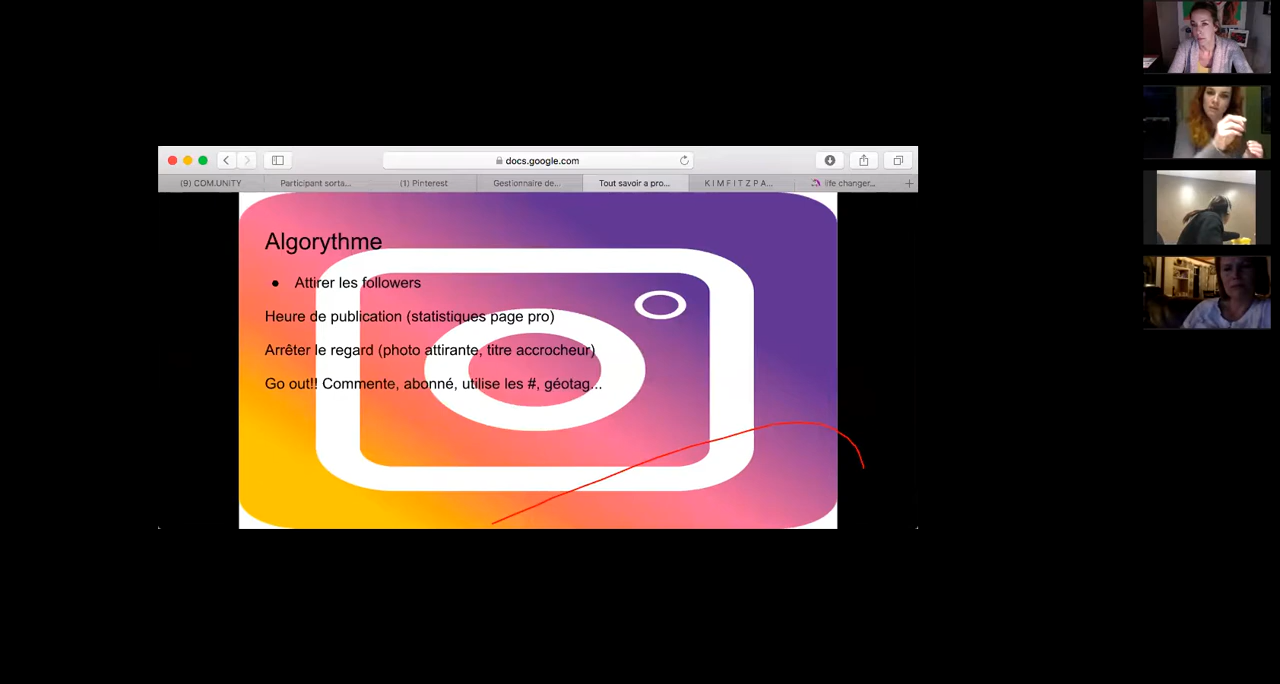 docs.google.com
(9) COM.UNITY
Participant sorta...
(1) Pinterest
Gestionnaire de...
Tout savoir a pro...
K I M F I T Z P A...
life changer...
Algorythme
● Attirer les followers
Heure de publication (statistiques page pro)
Arrêter le regard (photo attirante, titre accrocheur)
Go out!! Commente, abonné, utilise les #, géotag...